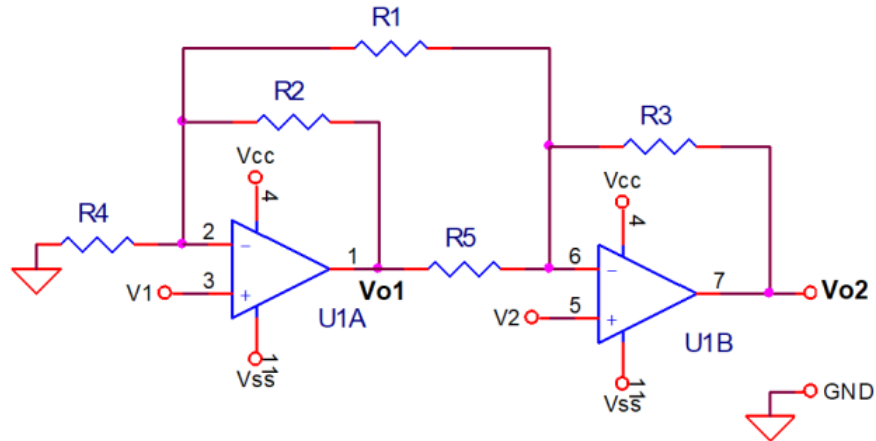 R1
R2
R3
Vcc
4
Vcc
4
R4
2
−
1
R5
6
−
7
V1
3
+
Vo1
V2
5
+
Vo2
U1A
U1B
11
Vss
11
Vss
GND